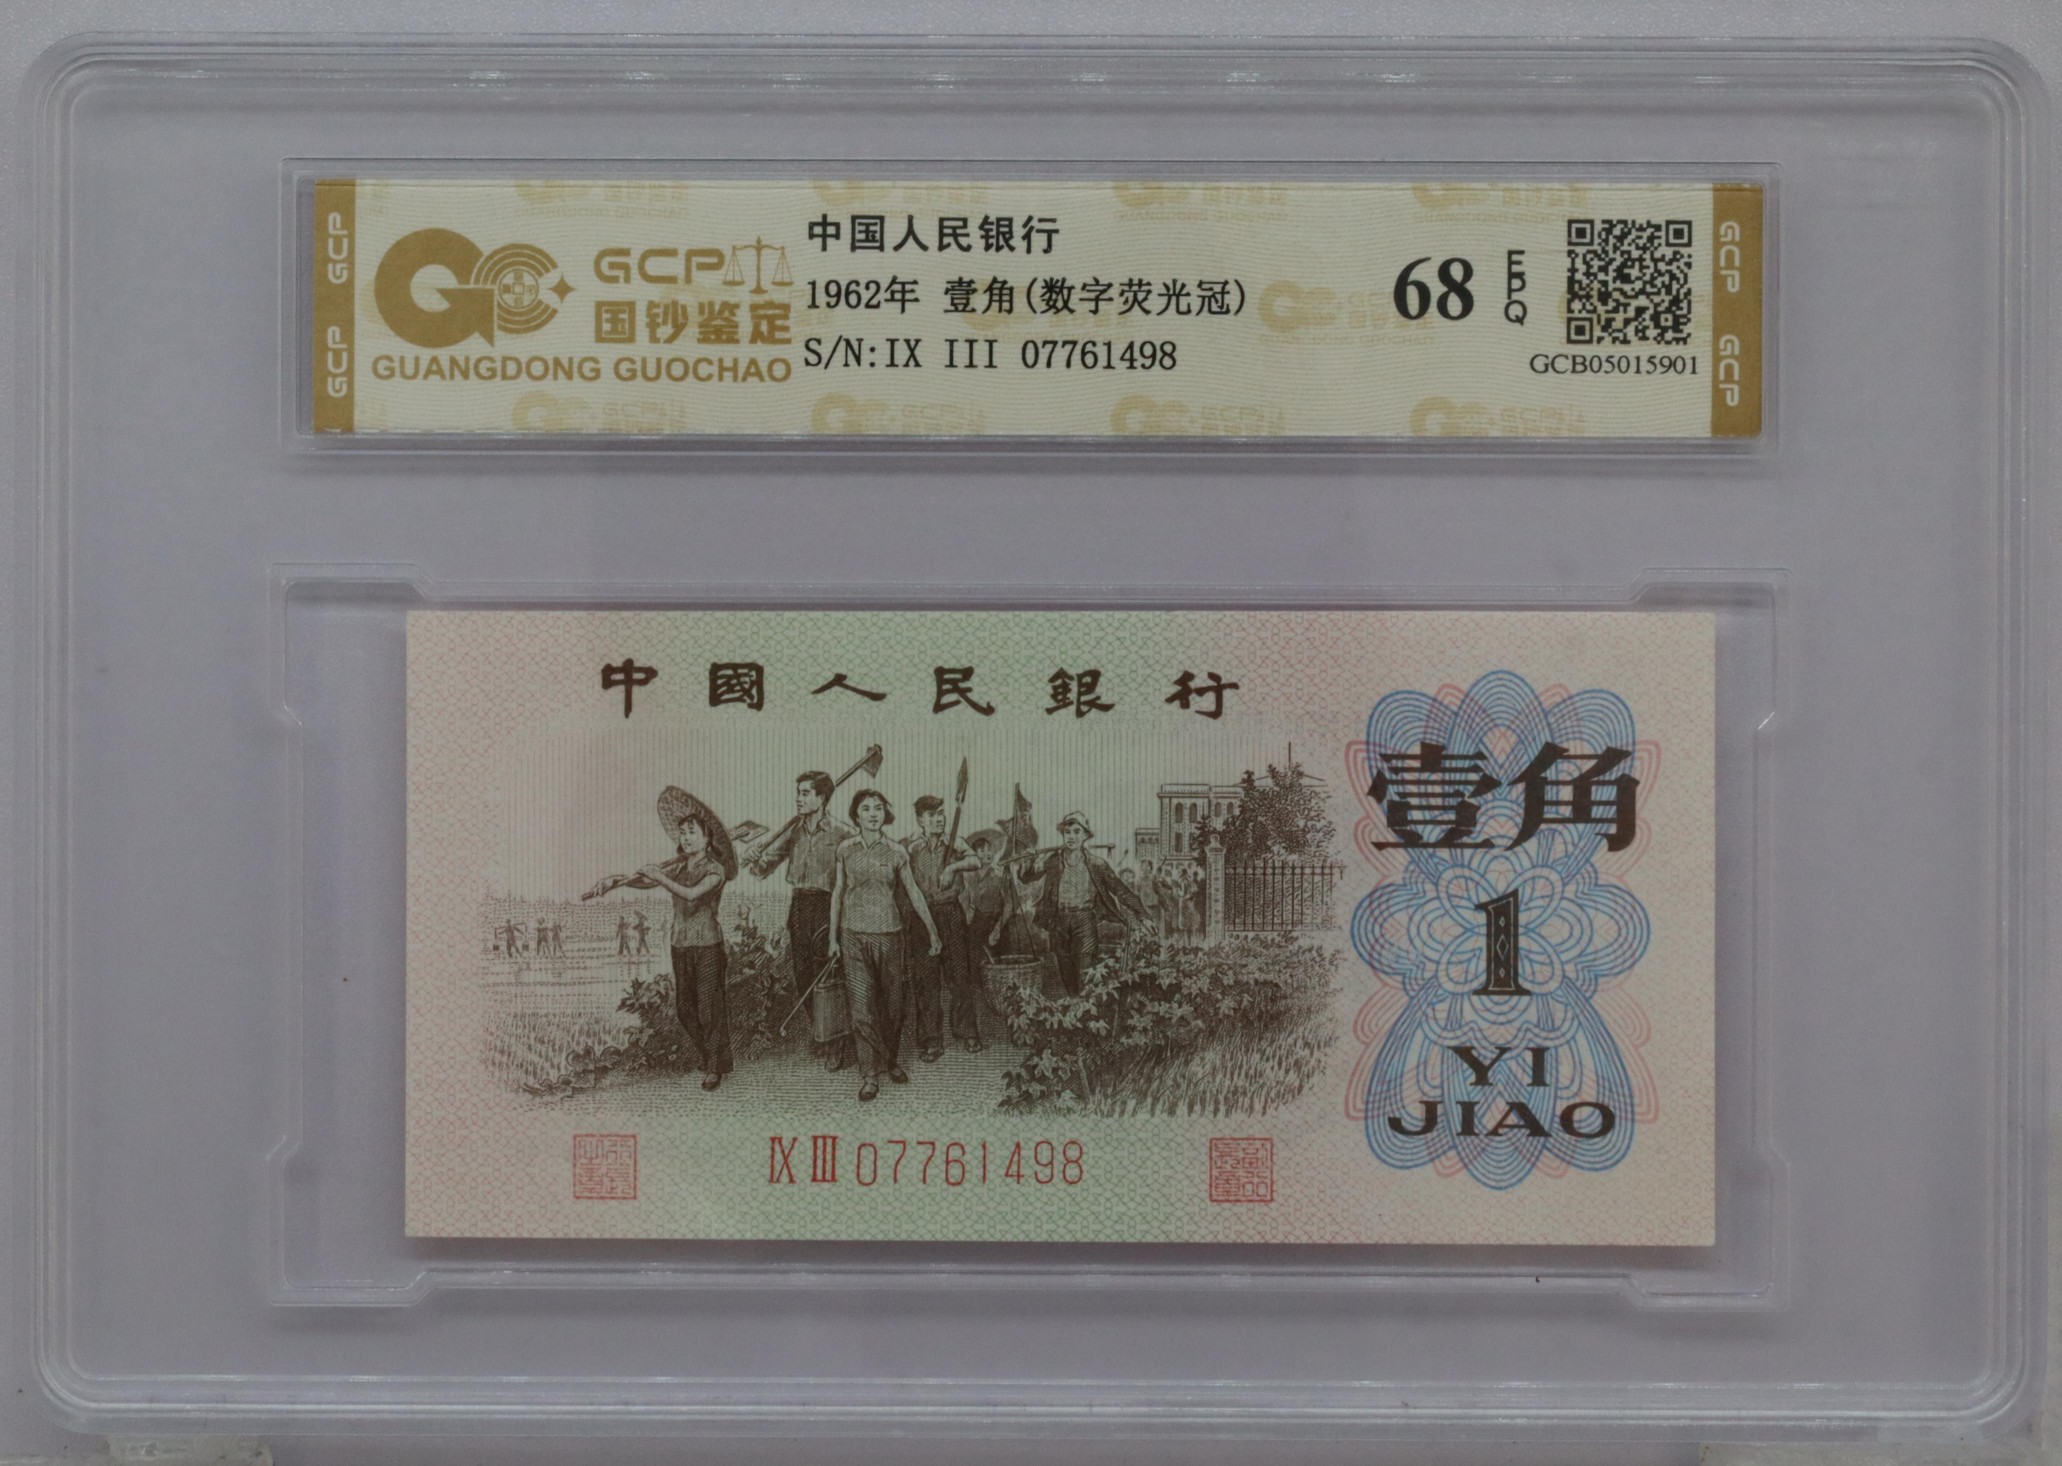 GCP GCP
GCP
国钞鉴定
GUANGDONG GUOCHAO
中国人民银行
1962年 壹角(数字荧光冠)
S/N:IX III 07761498
68 EPQ
GCB05015901
GCP GCP
中國人民銀行
壹角
1
YI
JIAO
IX III 07761498